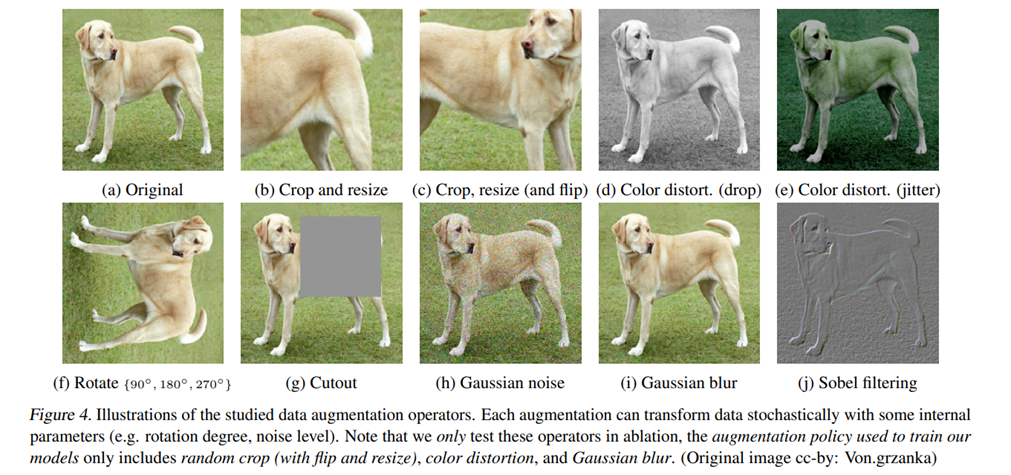 (a) Original
(b) Crop and resize
(c) Crop, resize (and flip)
(d) Color distort. (drop)
(e) Color distort. (jitter)
(f) Rotate {90°, 180°, 270°}
(g) Cutout
(h) Gaussian noise
(i) Gaussian blur
(j) Sobel filtering
Figure 4. Illustrations of the studied data augmentation operators. Each augmentation can transform data stochastically with some internal
parameters (e.g. rotation degree, noise level). Note that we only test these operators in ablation, the augmentation policy used to train our
models only includes random crop (with flip and resize), color distortion, and Gaussian blur. (Original image cc-by: Von.grzanka)